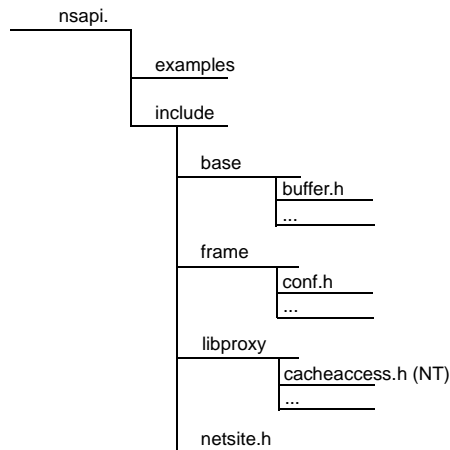 nsapi.
examples
include
base
buffer.h
...
frame
conf.h
...
libproxy
cacheaccess.h (NT)
...
netsite.h